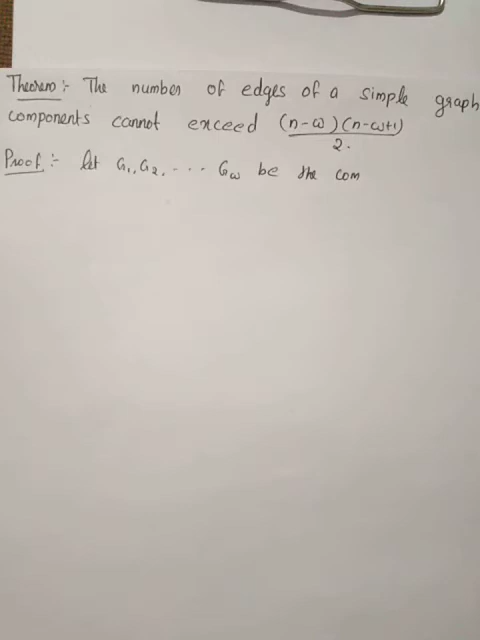 Theorem :- The number of edges of a simple graph
components cannot exceed (n-ω)(n-ω+1)/2.
Proof :- let G₁, G₂, .... Gω be the com